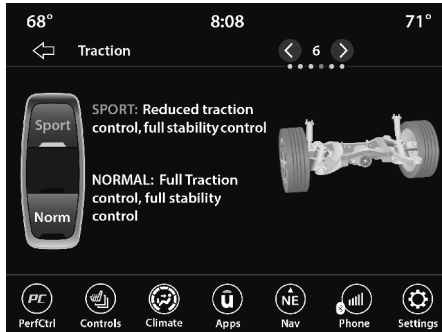 68° 8:08 71°
Traction 6
Sport
SPORT: Reduced traction
control, full stability control
NORMAL: Full Traction
control, full stability
control
Norm
PC û NE
PerfCtrl Controls Climate Apps Nav Phone Settings